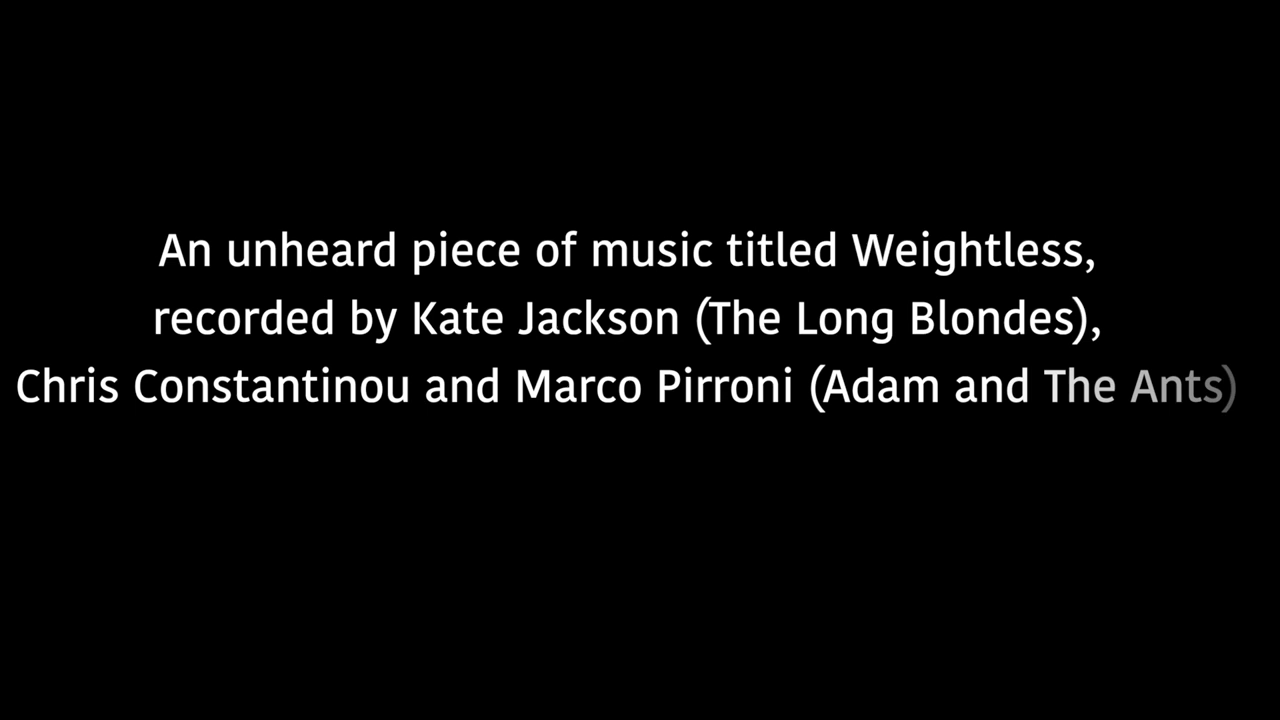 An unheard piece of music titled Weightless,
recorded by Kate Jackson (The Long Blondes),
Chris Constantinou and Marco Pirroni (Adam and The Ants)